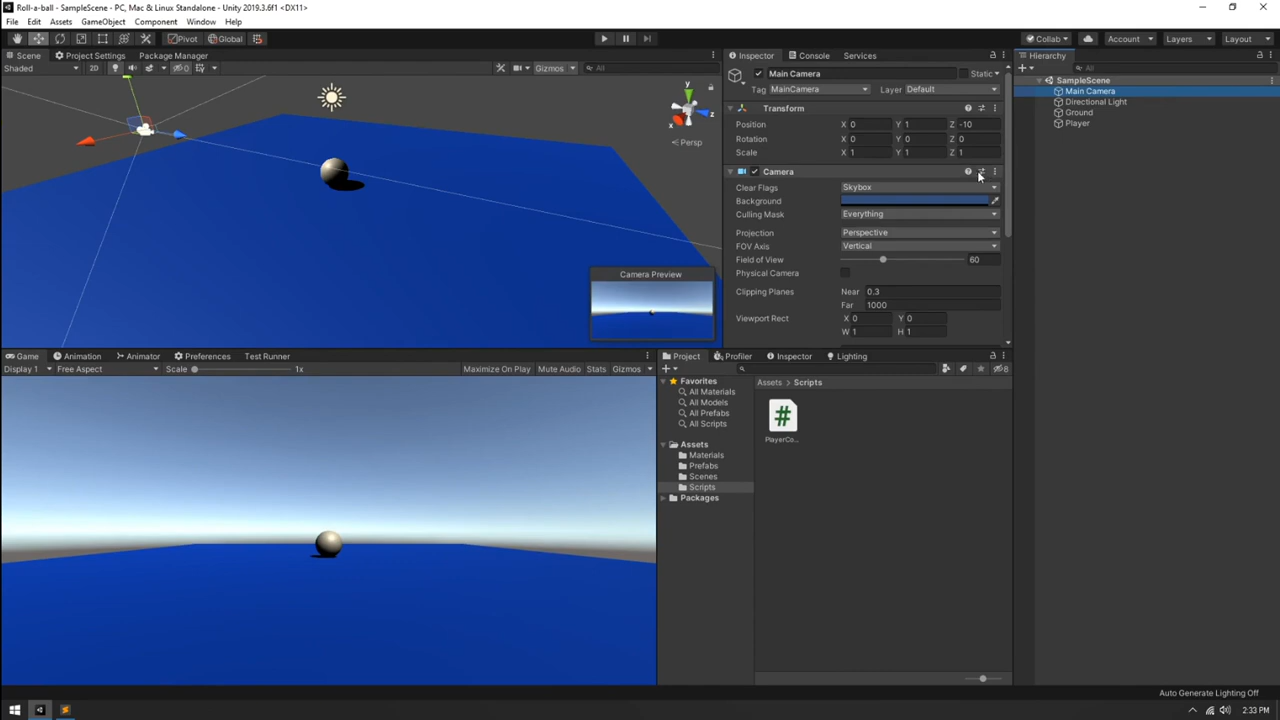 Roll-a-ball - SampleScene - PC, Mac & Linux Standalone - Unity 2019.3.6f1 <DX11>
File Edit Assets GameObject Component Window Help
Pivot Global Collab Account Layers Layout
Scene Project Settings Package Manager
Shaded 2D 0 Gizmos All
y
x
z
Persp
Camera Preview
Inspector Console Services
Main Camera Static
Tag MainCamera Layer Default
Transform
Position X 0 Y 1 Z -10
Rotation X 0 Y 0 Z 0
Scale X 1 Y 1 Z 1
Camera
Clear Flags Skybox
Background
Culling Mask Everything
Projection Perspective
FOV Axis Vertical
Field of View 60
Physical Camera
Clipping Planes Near 0.3
Far 1000
Viewport Rect X 0 Y 0
W 1 H 1
Hierarchy
All
SampleScene
Main Camera
Directional Light
Ground
Player
Game Animation Animator Preferences Test Runner
Display 1 Free Aspect Scale 1x Maximize On Play Mute Audio Stats Gizmos
Project Profiler Inspector Lighting
8
Favorites
All Materials
All Models
All Prefabs
All Scripts
Assets
Materials
Prefabs
Scenes
Scripts
Packages
Assets Scripts
#
PlayerCo...
Auto Generate Lighting Off
2:33 PM